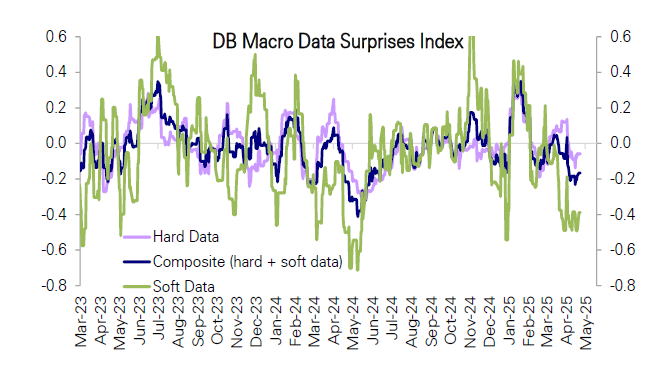 DB Macro Data Surprises Index
0.6
0.4
0.2
0.0
-0.2
-0.4
-0.6
-0.8
0.6
0.4
0.2
0.0
-0.2
-0.4
-0.6
-0.8
Hard Data
Composite (hard + soft data)
Soft Data
Mar-23
Apr-23
May-23
Jun-23
Jul-23
Aug-23
Sep-23
Oct-23
Nov-23
Dec-23
Jan-24
Feb-24
Mar-24
Apr-24
May-24
Jun-24
Jul-24
Aug-24
Sep-24
Oct-24
Nov-24
Dec-24
Jan-25
Feb-25
Mar-25
Apr-25
May-25